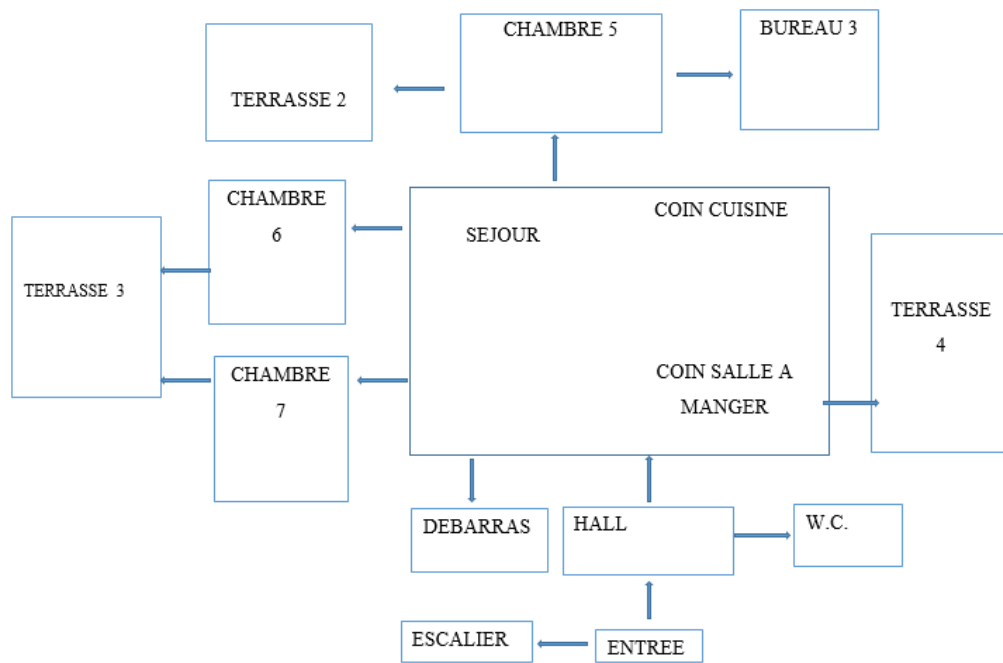 CHAMBRE 5
BUREAU 3
TERRASSE 2
CHAMBRE
6
SEJOUR
COIN CUISINE
TERRASSE 3
TERRASSE
4
CHAMBRE
7
COIN SALLE A
MANGER
DEBARRAS
HALL
W.C.
ESCALIER
ENTREE